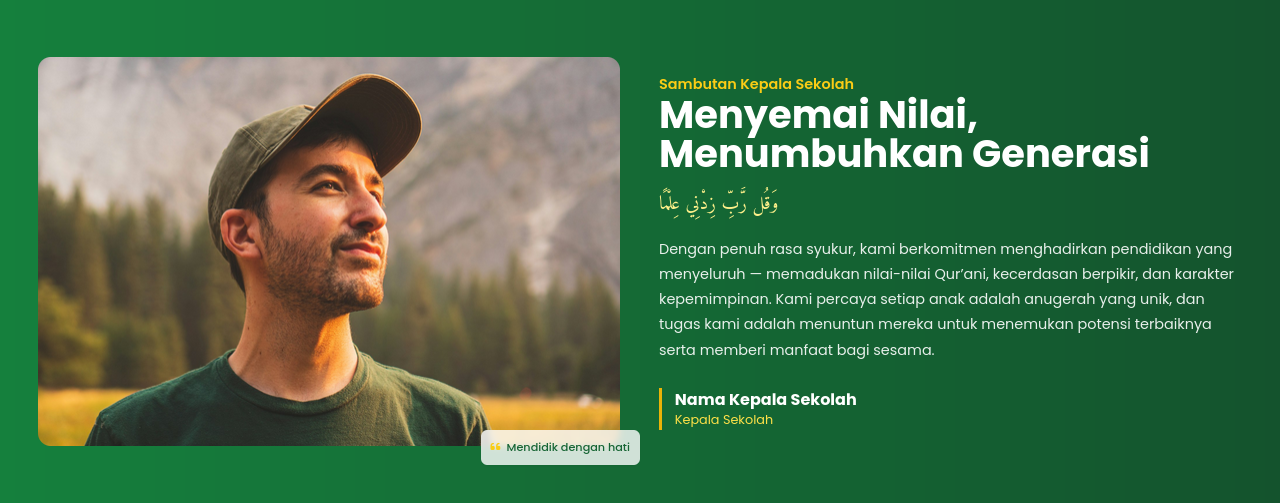 Sambutan Kepala Sekolah
Menyemai Nilai,
Menumbuhkan Generasi
وَقُل رَّبِّ زِدْنِي عِلْمًا
Dengan penuh rasa syukur, kami berkomitmen menghadirkan pendidikan yang
menyeluruh — memadukan nilai-nilai Qur’ani, kecerdasan berpikir, dan karakter
kepemimpinan. Kami percaya setiap anak adalah anugerah yang unik, dan
tugas kami adalah menuntun mereka untuk menemukan potensi terbaiknya
serta memberi manfaat bagi sesama.
Nama Kepala Sekolah
Kepala Sekolah
❝ Mendidik dengan hati